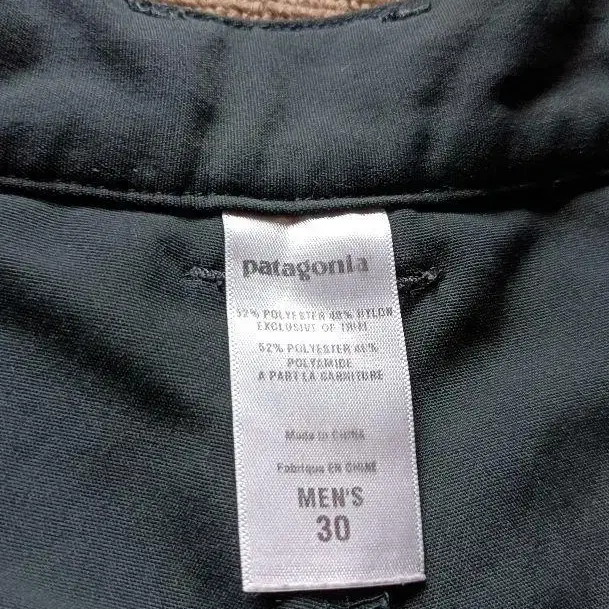 patagonia
52% POLYESTER 48% NYLON
EXCLUSIVE OF TRIM
52% POLYESTER 48%
POLYAMIDE
A PART LA GARNITURE
Made in CHINA
Fabriqué EN CHINE
MEN'S
30